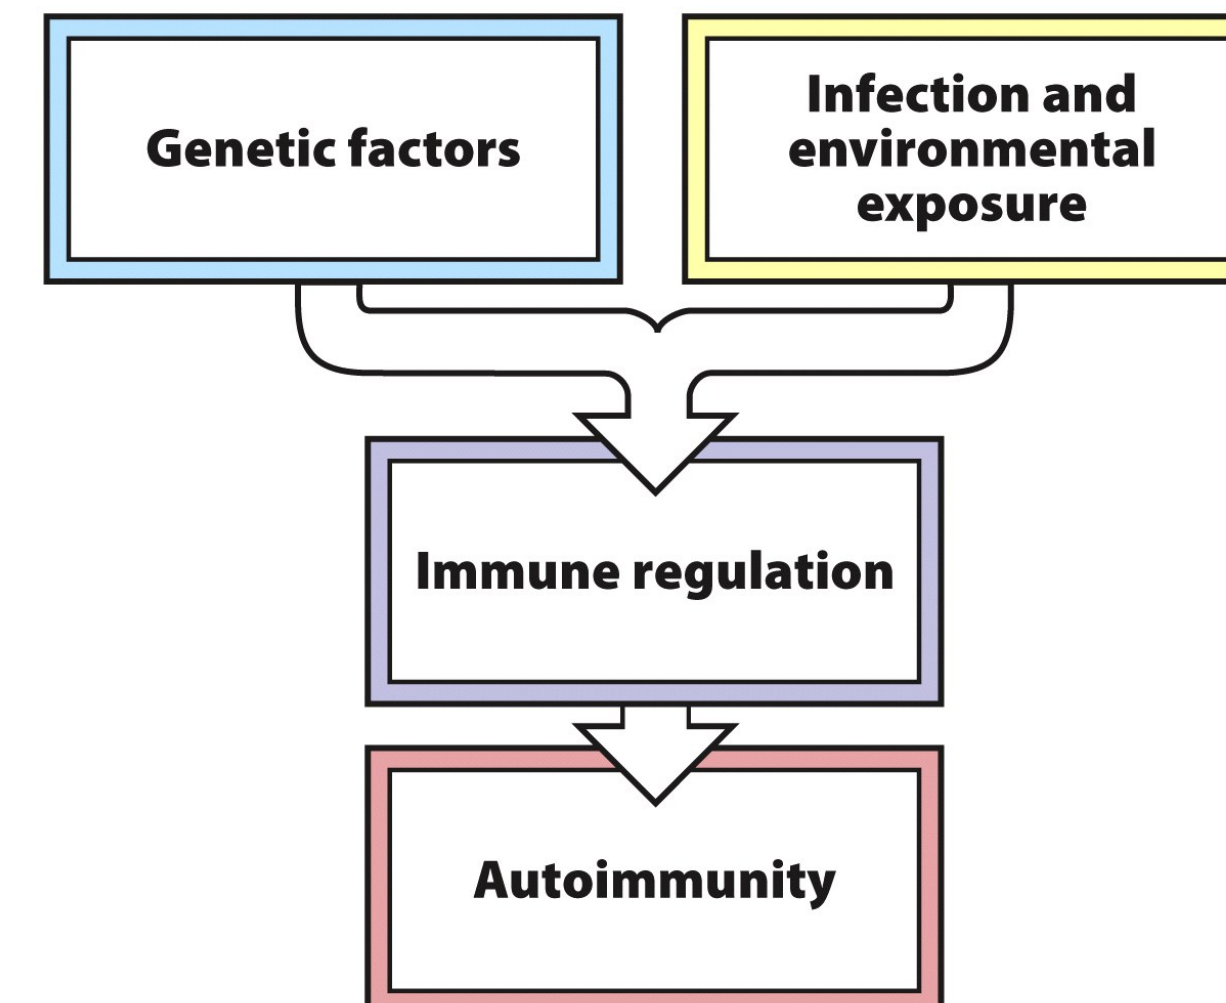 Genetic factors
Infection and
environmental
exposure
Immune regulation
Autoimmunity